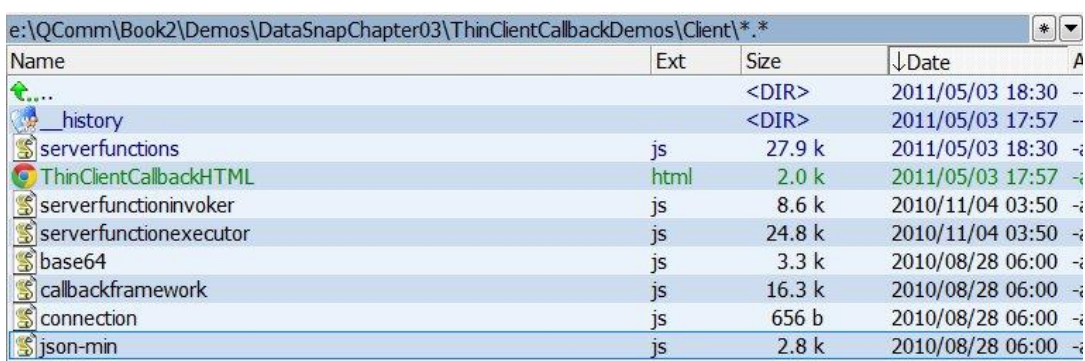 e:\QComm\Book2\Demos\DataSnapChapter03\ThinClientCallbackDemos\Client\*.* *
Name Ext Size ↓Date A
.... <DIR> 2011/05/03 18:30 --
__history <DIR> 2011/05/03 17:57 --
serverfunctions js 27.9 k 2011/05/03 18:30 -a
ThinClientCallbackHTML html 2.0 k 2011/05/03 17:57 -a
serverfunctioninvoker js 8.6 k 2010/11/04 03:50 -a
serverfunctionexecutor js 24.8 k 2010/11/04 03:50 -a
base64 js 3.3 k 2010/08/28 06:00 -a
callbackframework js 16.3 k 2010/08/28 06:00 -a
connection js 656 b 2010/08/28 06:00 -a
json-min js 2.8 k 2010/08/28 06:00 -a